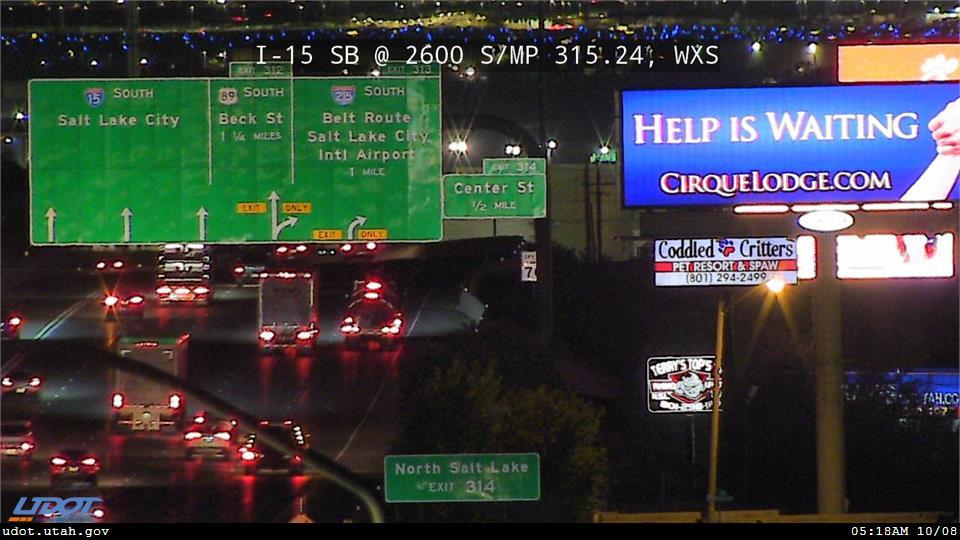 I-15 SB @ 2600 S/MP 315.24, WXS
EXIT 312
EXIT 313
15 SOUTH
Salt Lake City
89 SOUTH
Beck St
1 ¼ MILES
215 SOUTH
Belt Route
Salt Lake City
Intl Airport
1 MILE
EXIT ONLY
EXIT ONLY
EXIT 314
Center St
½ MILE
HELP IS WAITING
CIRQUELODGE.COM
Coddled Critters
PET RESORT & SPAW
(801) 294-2499
TERRY'S TOPS
North Salt Lake
EXIT 314
UDOT
udot.utah.gov
05:18AM 10/08